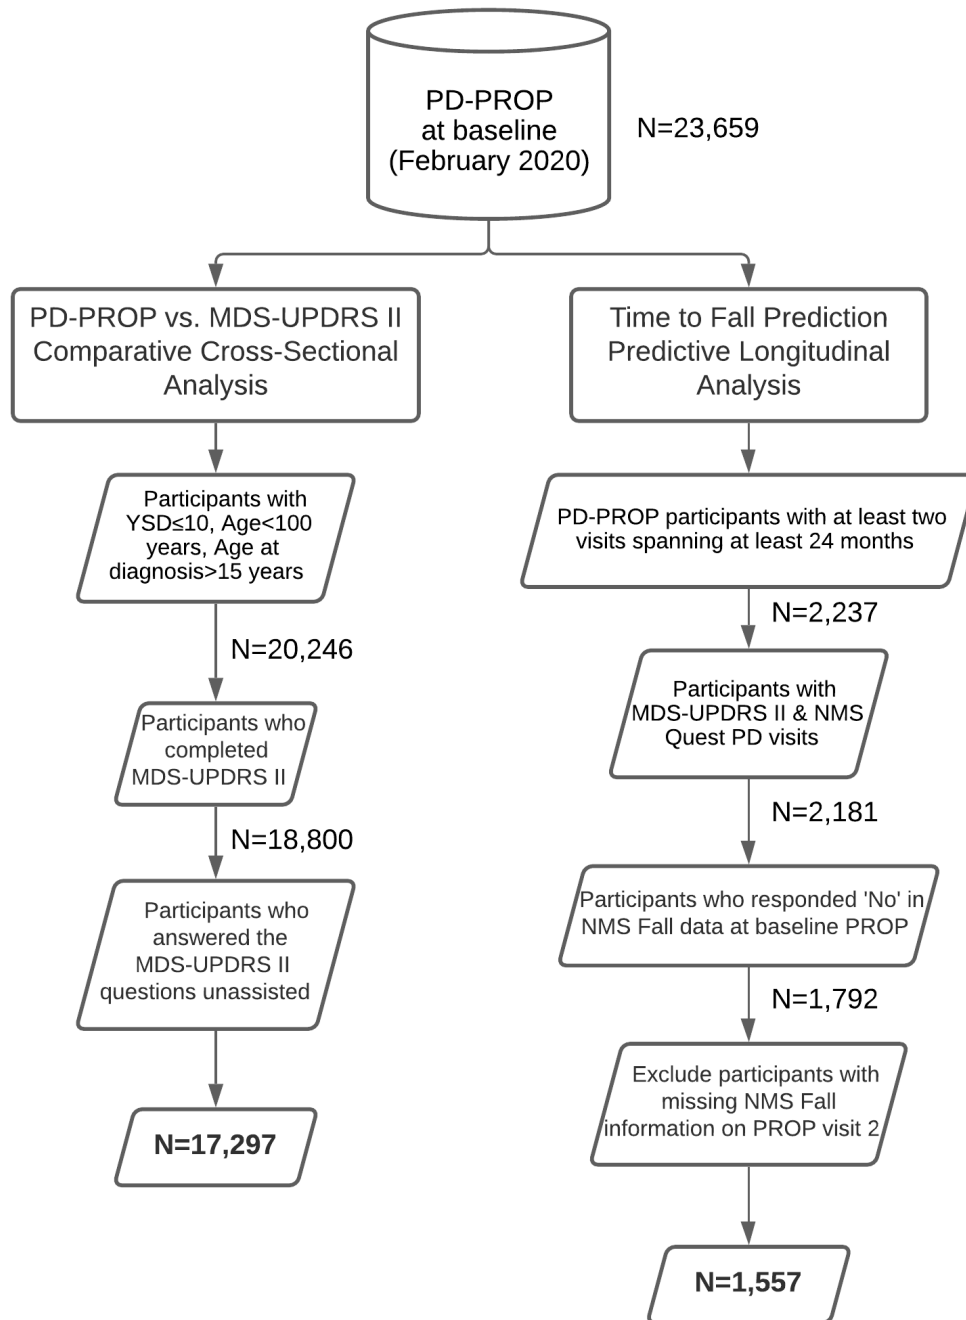 PD-PROP
at baseline
(February 2020)
N=23,659
PD-PROP vs. MDS-UPDRS II
Comparative Cross-Sectional
Analysis
Participants with
YSD≤10, Age<100
years, Age at
diagnosis>15 years
N=20,246
Participants who
completed
MDS-UPDRS II
N=18,800
Participants who
answered the
MDS-UPDRS II
questions unassisted
N=17,297
Time to Fall Prediction
Predictive Longitudinal
Analysis
PD-PROP participants with at least two
visits spanning at least 24 months
N=2,237
Participants with
MDS-UPDRS II & NMS
Quest PD visits
N=2,181
Participants who responded 'No' in
NMS Fall data at baseline PROP
N=1,792
Exclude participants with
missing NMS Fall
information on PROP visit 2
N=1,557